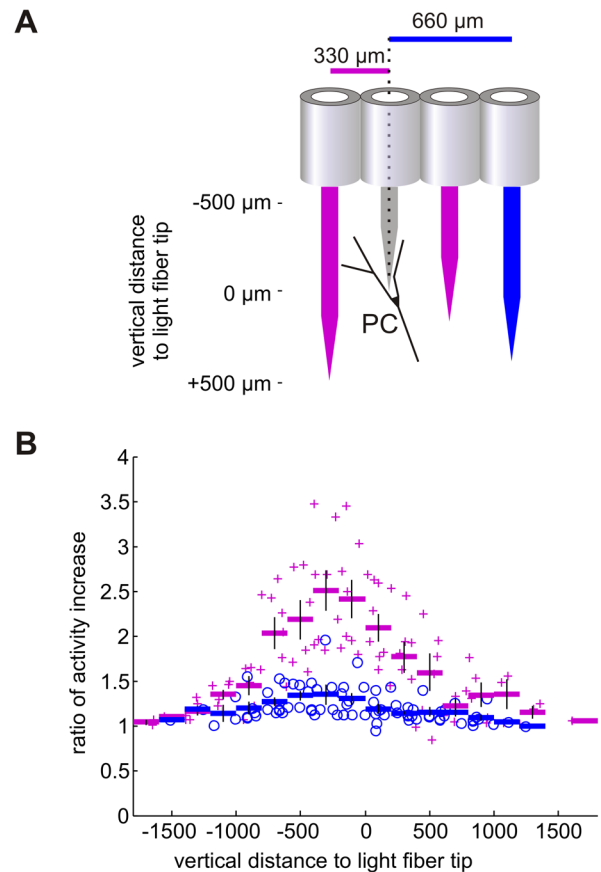 A
660 µm
330 µm
vertical distance
to light fiber tip
-500 µm -
0 µm -
+500 µm -
PC
B
ratio of activity increase
4
3.5
3
2.5
2
1.5
1
0.5
0
-1500 -1000 -500 0 500 1000 1500
vertical distance to light fiber tip